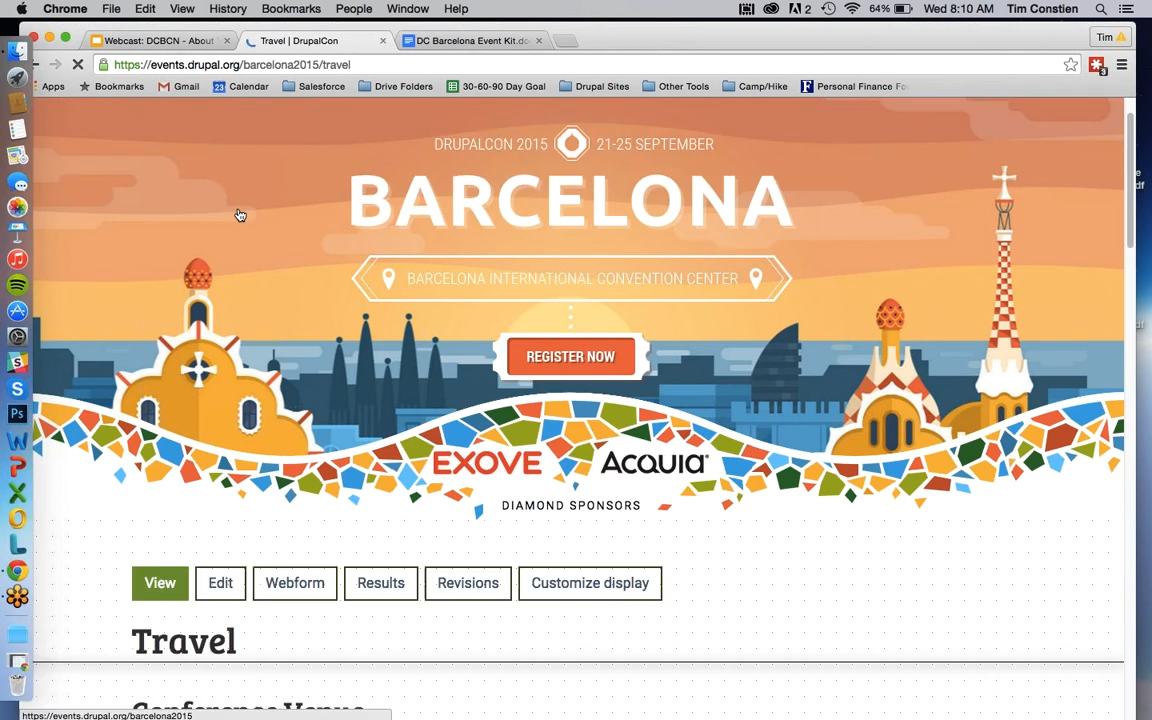 Chrome File Edit View History Bookmarks People Window Help 2 64% Wed 8:10 AM Tim Constien
Webcast: DCBCN - About Travel | DrupalCon DC Barcelona Event Kit.do Tim
https://events.drupal.org/barcelona2015/travel
Apps Bookmarks Gmail 23 Calendar Salesforce Drive Folders 30-60-90 Day Goal Drupal Sites Other Tools Camp/Hike Personal Finance Fo
DRUPALCON 2015 21-25 SEPTEMBER
BARCELONA
BARCELONA INTERNATIONAL CONVENTION CENTER
REGISTER NOW
EXOVE ACQUIA
DIAMOND SPONSORS
View Edit Webform Results Revisions Customize display
Travel
Conference Venue
https://events.drupal.org/barcelona2015